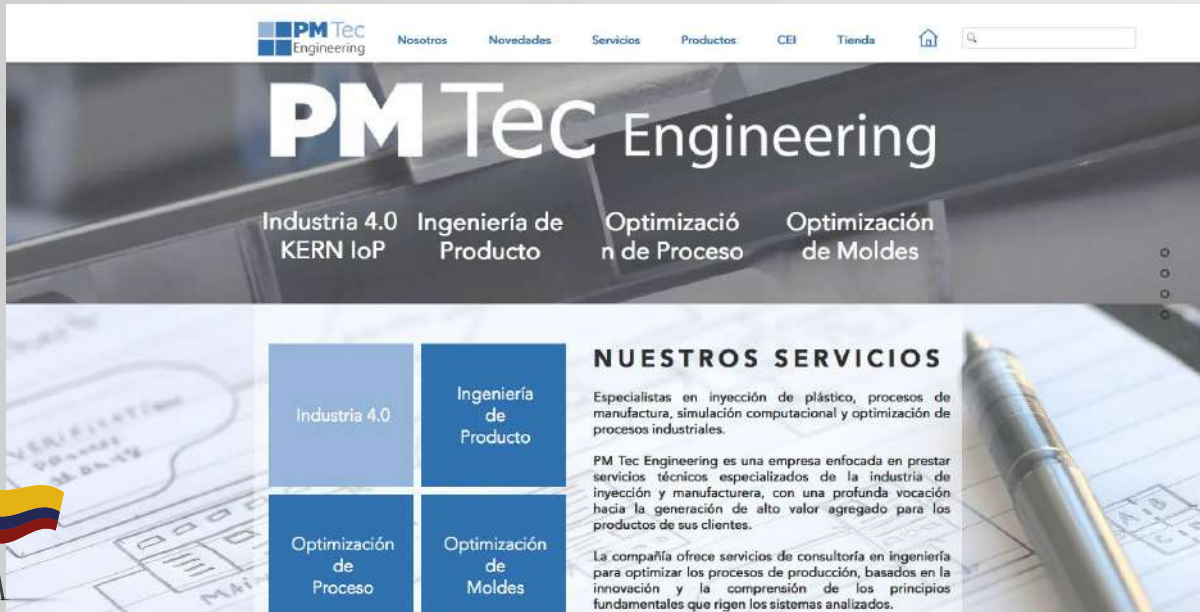 PM Tec
Engineering
Nosotros
Novedades
Servicios
Productos
CEI
Tienda
PM Tec Engineering
Industria 4.0
KERN IoP
Ingeniería de
Producto
Optimizació
n de Proceso
Optimización
de Moldes
Industria 4.0
Ingeniería
de
Producto
Optimización
de
Proceso
Optimización
de
Moldes
NUESTROS SERVICIOS
Especialistas en inyección de plástico, procesos de
manufactura, simulación computacional y optimización de
procesos industriales.
PM Tec Engineering es una empresa enfocada en prestar
servicios técnicos especializados de la industria de
inyección y manufacturera, con una profunda vocación
hacia la generación de alto valor agregado para los
productos de sus clientes.
La compañía ofrece servicios de consultoría en ingeniería
para optimizar los procesos de producción, basados en la
innovación y la comprensión de los principios
fundamentales que rigen los sistemas analizados.